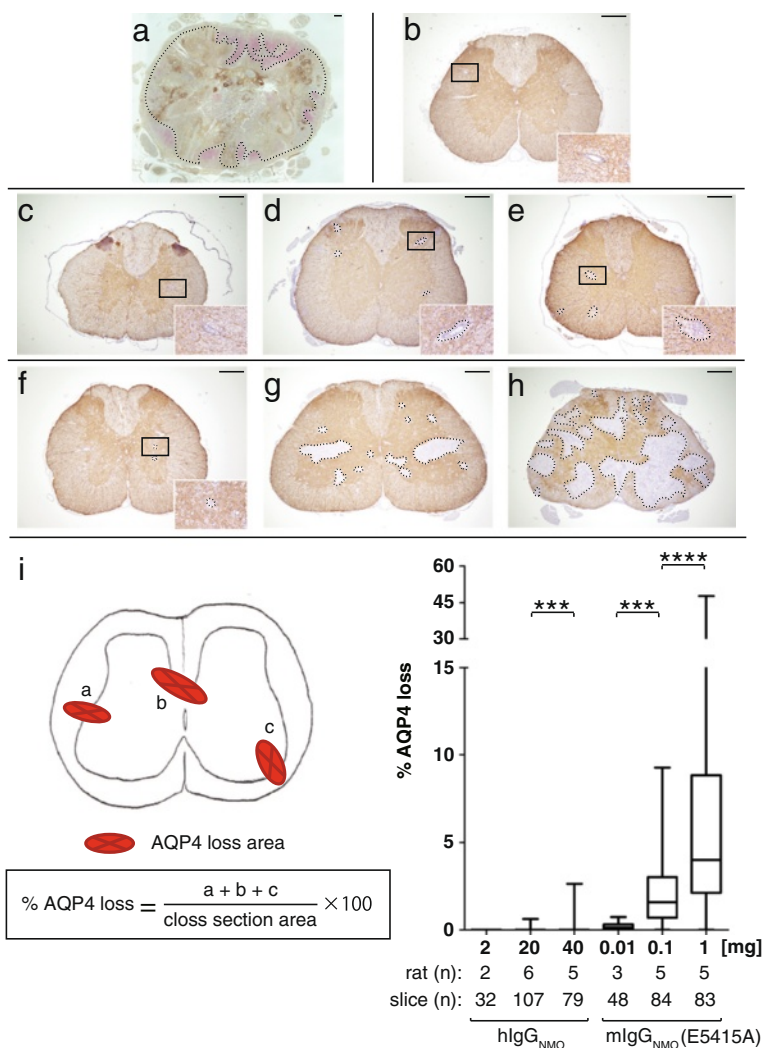 a
b
c
d
e
f
g
h
i
a
b
c
AQP4 loss area
% AQP4 loss = a + b + c / closs section area ×100
% AQP4 loss
60
45
30
15
10
5
0
***
***
****
2 20 40 0.01 0.1 1 [mg]
rat (n): 2 6 5 3 5 5
slice (n): 32 107 79 48 84 83
hIgG NMO mIgG NMO (E5415A)